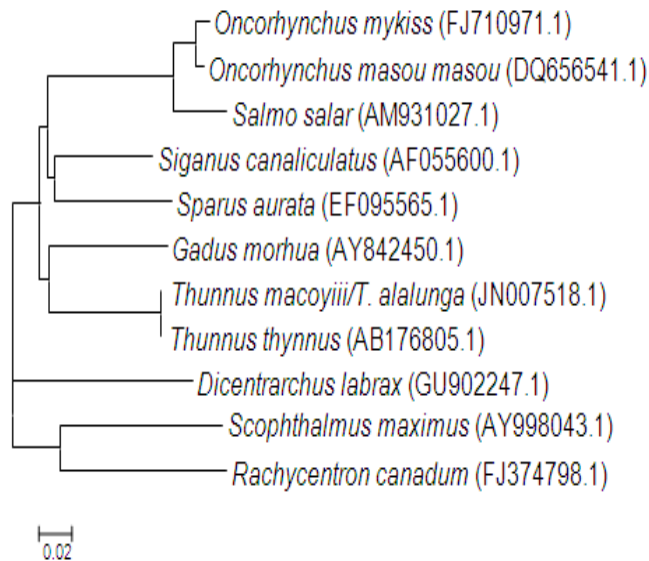 Oncorhynchus mykiss (FJ710971.1)
Oncorhynchus masou masou (DQ656541.1)
Salmo salar (AM931027.1)
Siganus canaliculatus (AF055600.1)
Sparus aurata (EF095565.1)
Gadus morhua (AY842450.1)
Thunnus macoyiii/T. alalunga (JN007518.1)
Thunnus thynnus (AB176805.1)
Dicentrarchus labrax (GU902247.1)
Scophthalmus maximus (AY998043.1)
Rachycentron canadum (FJ374798.1)
0.02